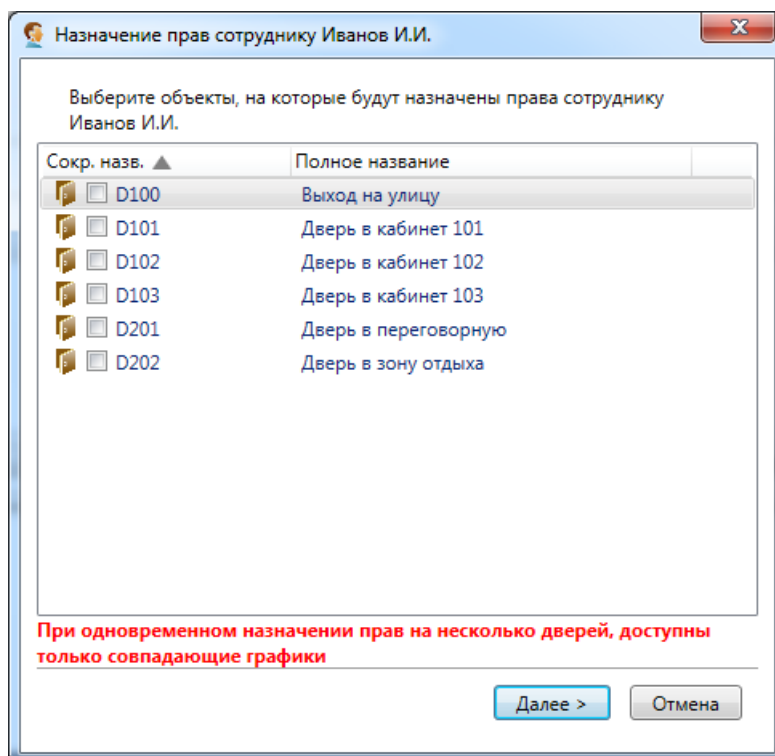 Назначение прав сотруднику Иванов И.И.
Выберите объекты, на которые будут назначены права сотруднику
Иванов И.И.
Сокр. назв. Полное название
D100 Выход на улицу
D101 Дверь в кабинет 101
D102 Дверь в кабинет 102
D103 Дверь в кабинет 103
D201 Дверь в переговорную
D202 Дверь в зону отдыха
При одновременном назначении прав на несколько дверей, доступны
только совпадающие графики
Далее > Отмена